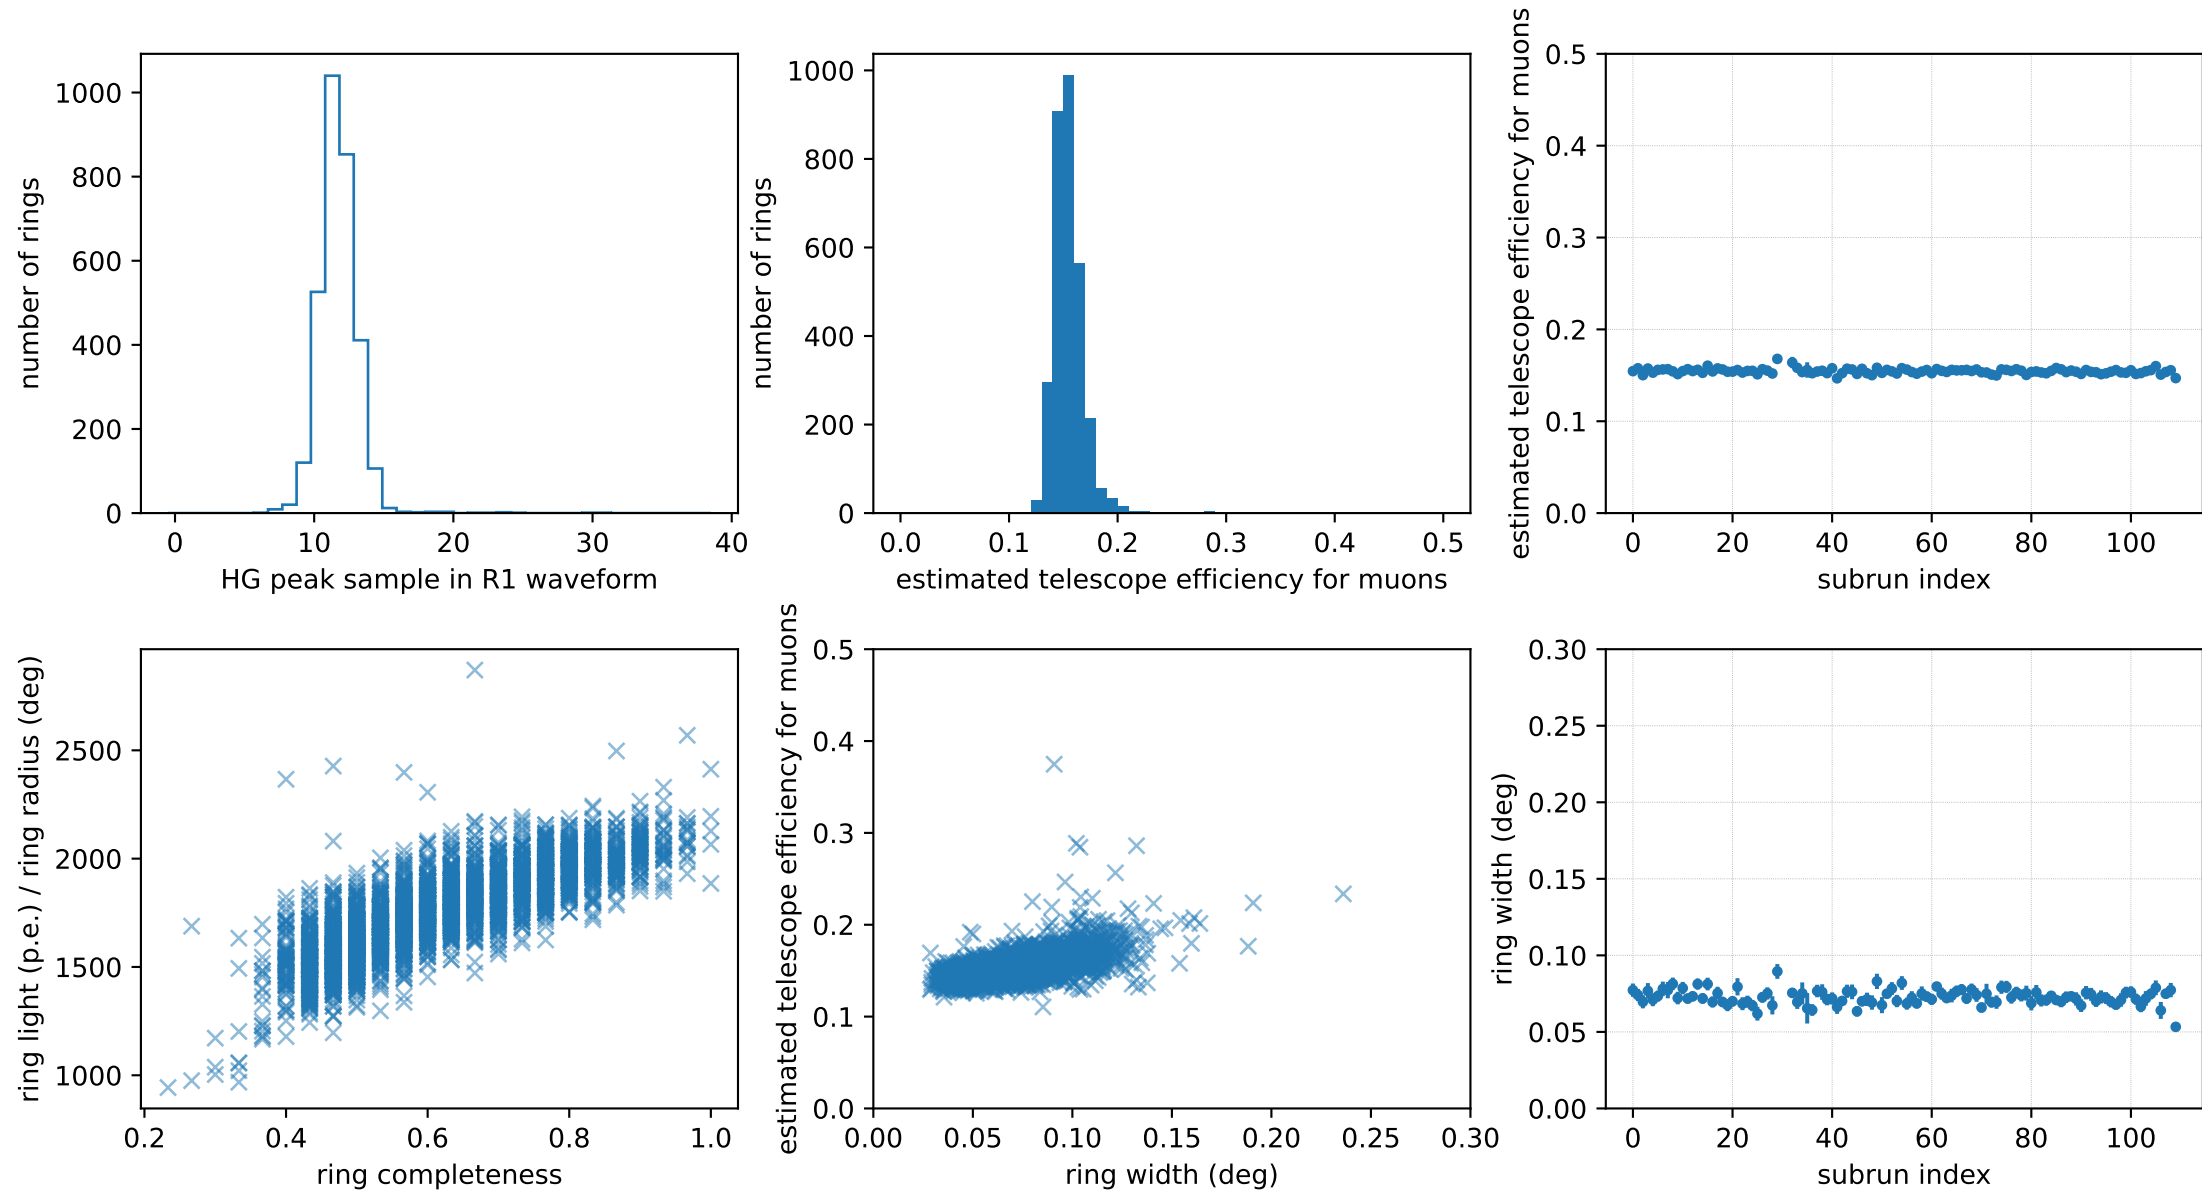 number of rings
1000
800
600
400
200
0
0 10 20 30 40
HG peak sample in R1 waveform
number of rings
1000
800
600
400
200
0
0.0 0.1 0.2 0.3 0.4 0.5
estimated telescope efficiency for muons
estimated telescope efficiency for muons
0.5
0.4
0.3
0.2
0.1
0.0
0 20 40 60 80 100
subrun index
ring light (p.e.) / ring radius (deg)
2500
2000
1500
1000
0.2 0.4 0.6 0.8 1.0
ring completeness
estimated telescope efficiency for muons
0.5
0.4
0.3
0.2
0.1
0.0
0.00 0.05 0.10 0.15 0.20 0.25 0.30
ring width (deg)
ring width (deg)
0.30
0.25
0.20
0.15
0.10
0.05
0.00
0 20 40 60 80 100
subrun index